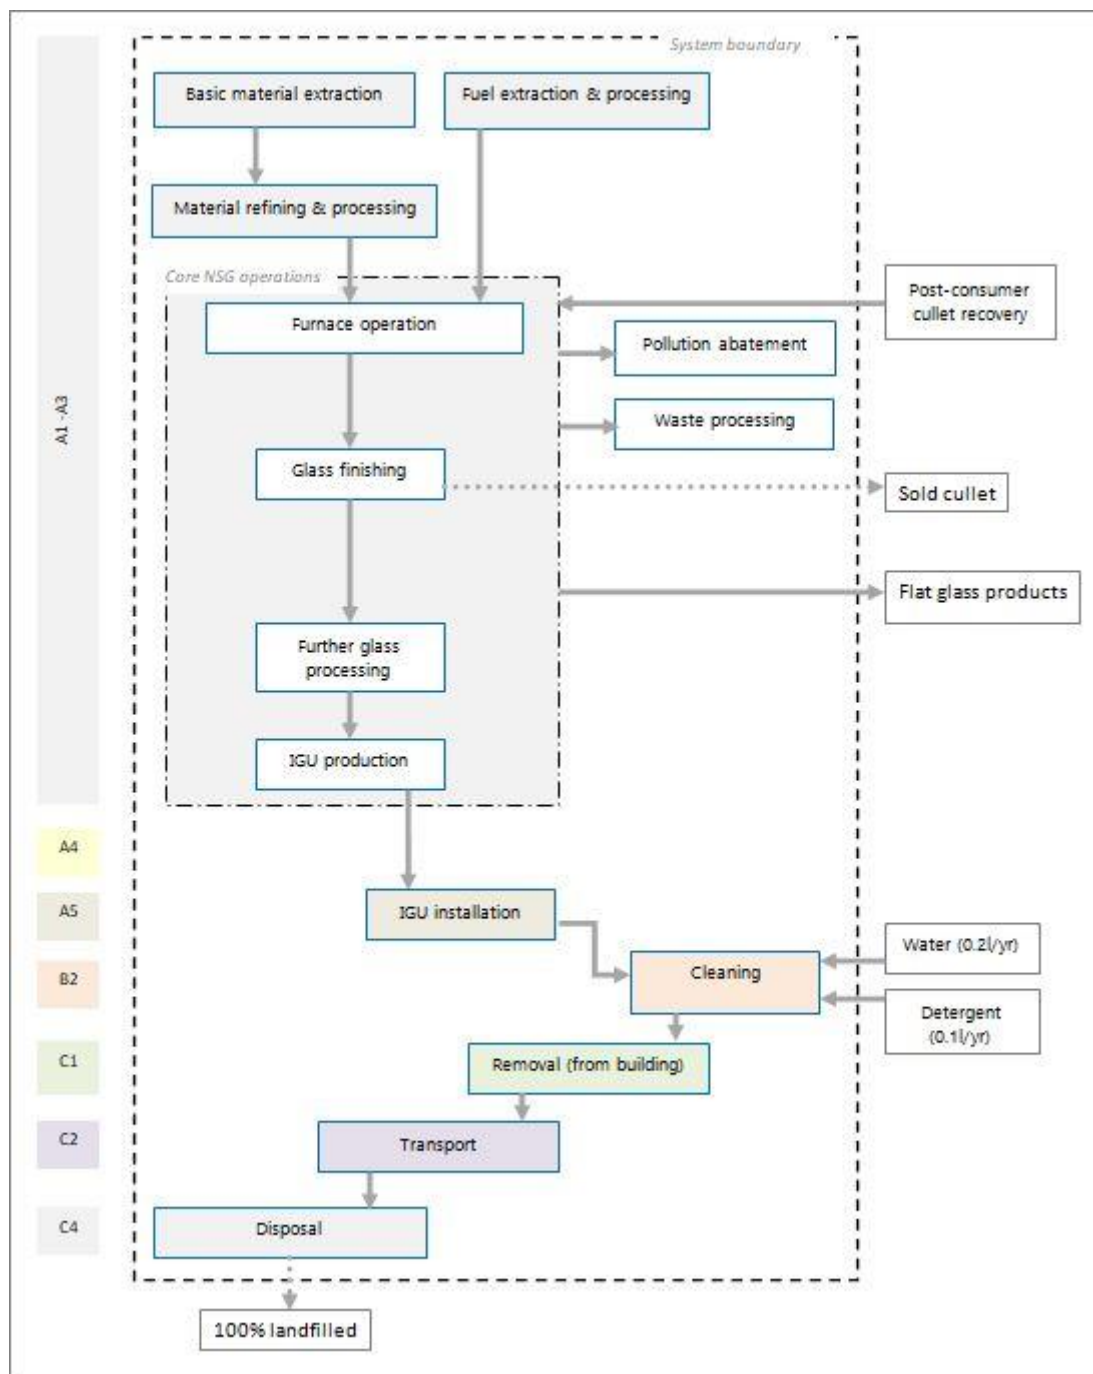 System boundary
Basic material extraction
Fuel extraction & processing
Material refining & processing
Core NSG operations
Furnace operation
Post-consumer
cullet recovery
Pollution abatement
Waste processing
A1 -A3
Glass finishing
Sold cullet
Flat glass products
Further glass
processing
IGU production
A4
A5
IGU installation
Water (0.2l/yr)
B2
Cleaning
Detergent
(0.1l/yr)
C1
Removal (from building)
C2
Transport
C4
Disposal
100% landfilled